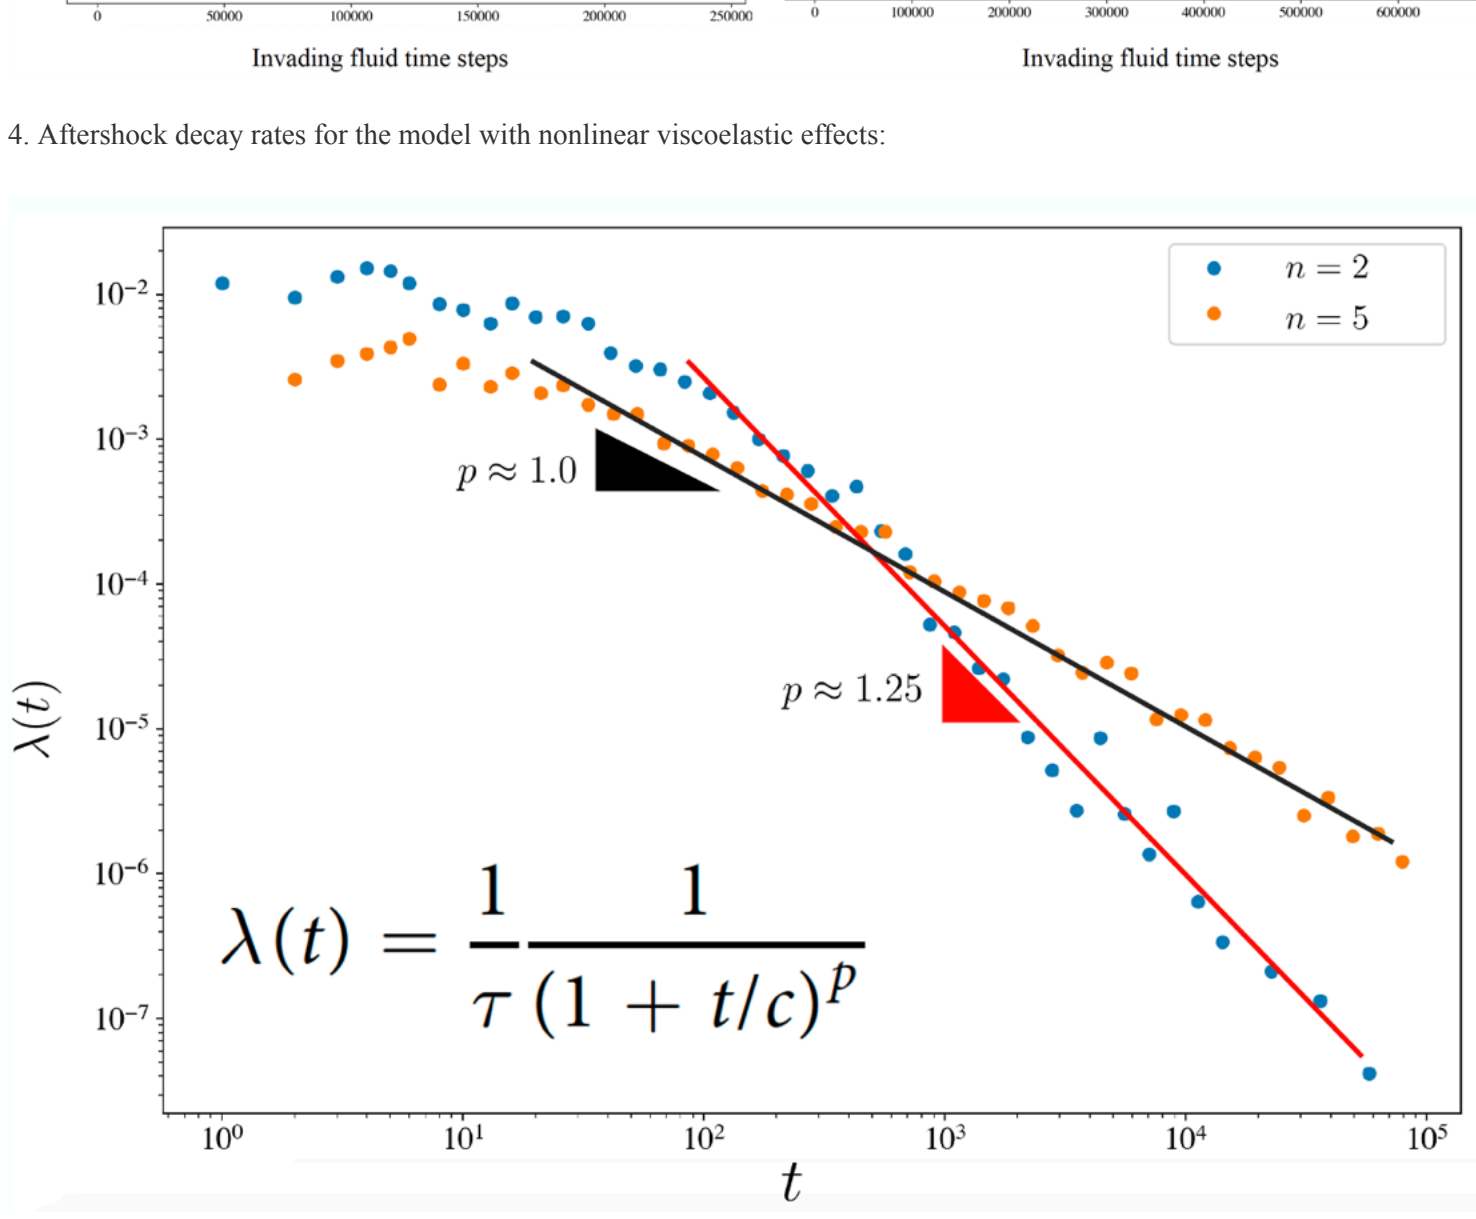 0 50000 100000 150000 200000 250000 0 100000 200000 300000 400000 500000 600000
Invading fluid time steps Invading fluid time steps
4. Aftershock decay rates for the model with nonlinear viscoelastic effects:
n = 2
n = 5
10⁻²
10⁻³
p ≈ 1.0
10⁻⁴
p ≈ 1.25
λ(t)
10⁻⁵
10⁻⁶
λ(t) = 1/τ 1/(1 + t/c)^p
10⁻⁷
10⁰ 10¹ 10² 10³ 10⁴ 10⁵
t